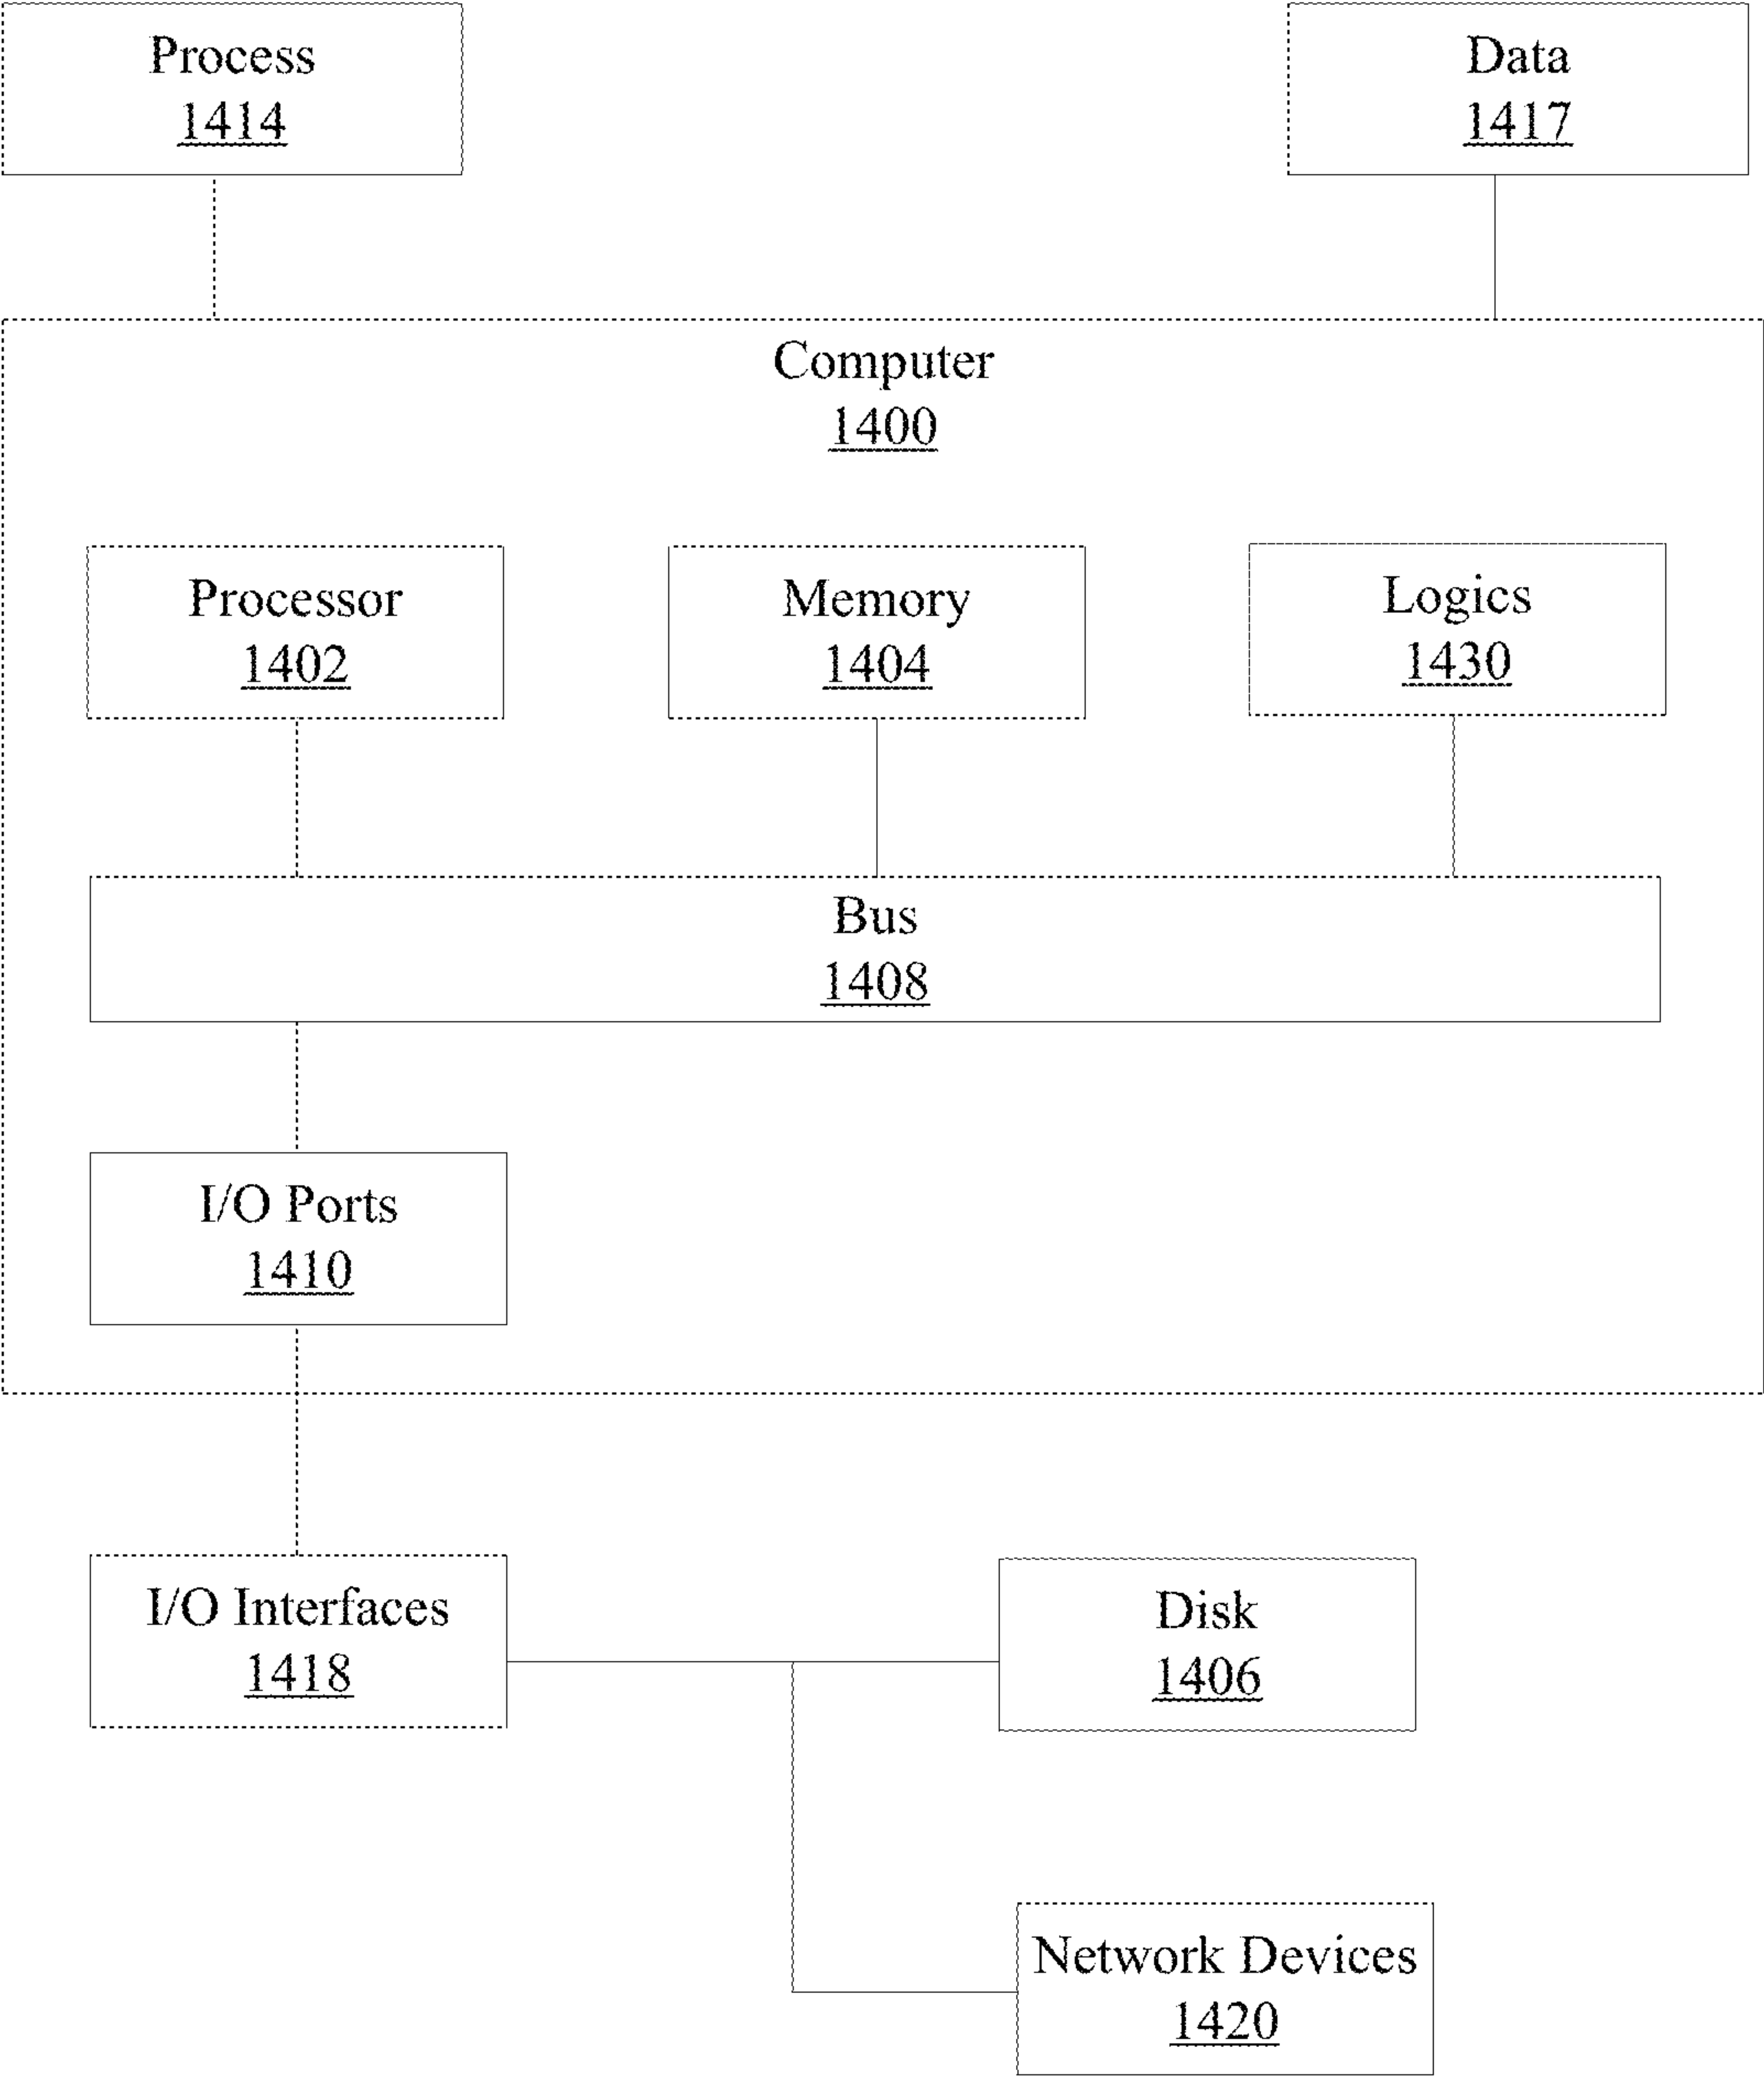 Process
1414
Data
1417
Computer
1400
Processor
1402
Memory
1404
Logics
1430
Bus
1408
I/O Ports
1410
I/O Interfaces
1418
Disk
1406
Network Devices
1420